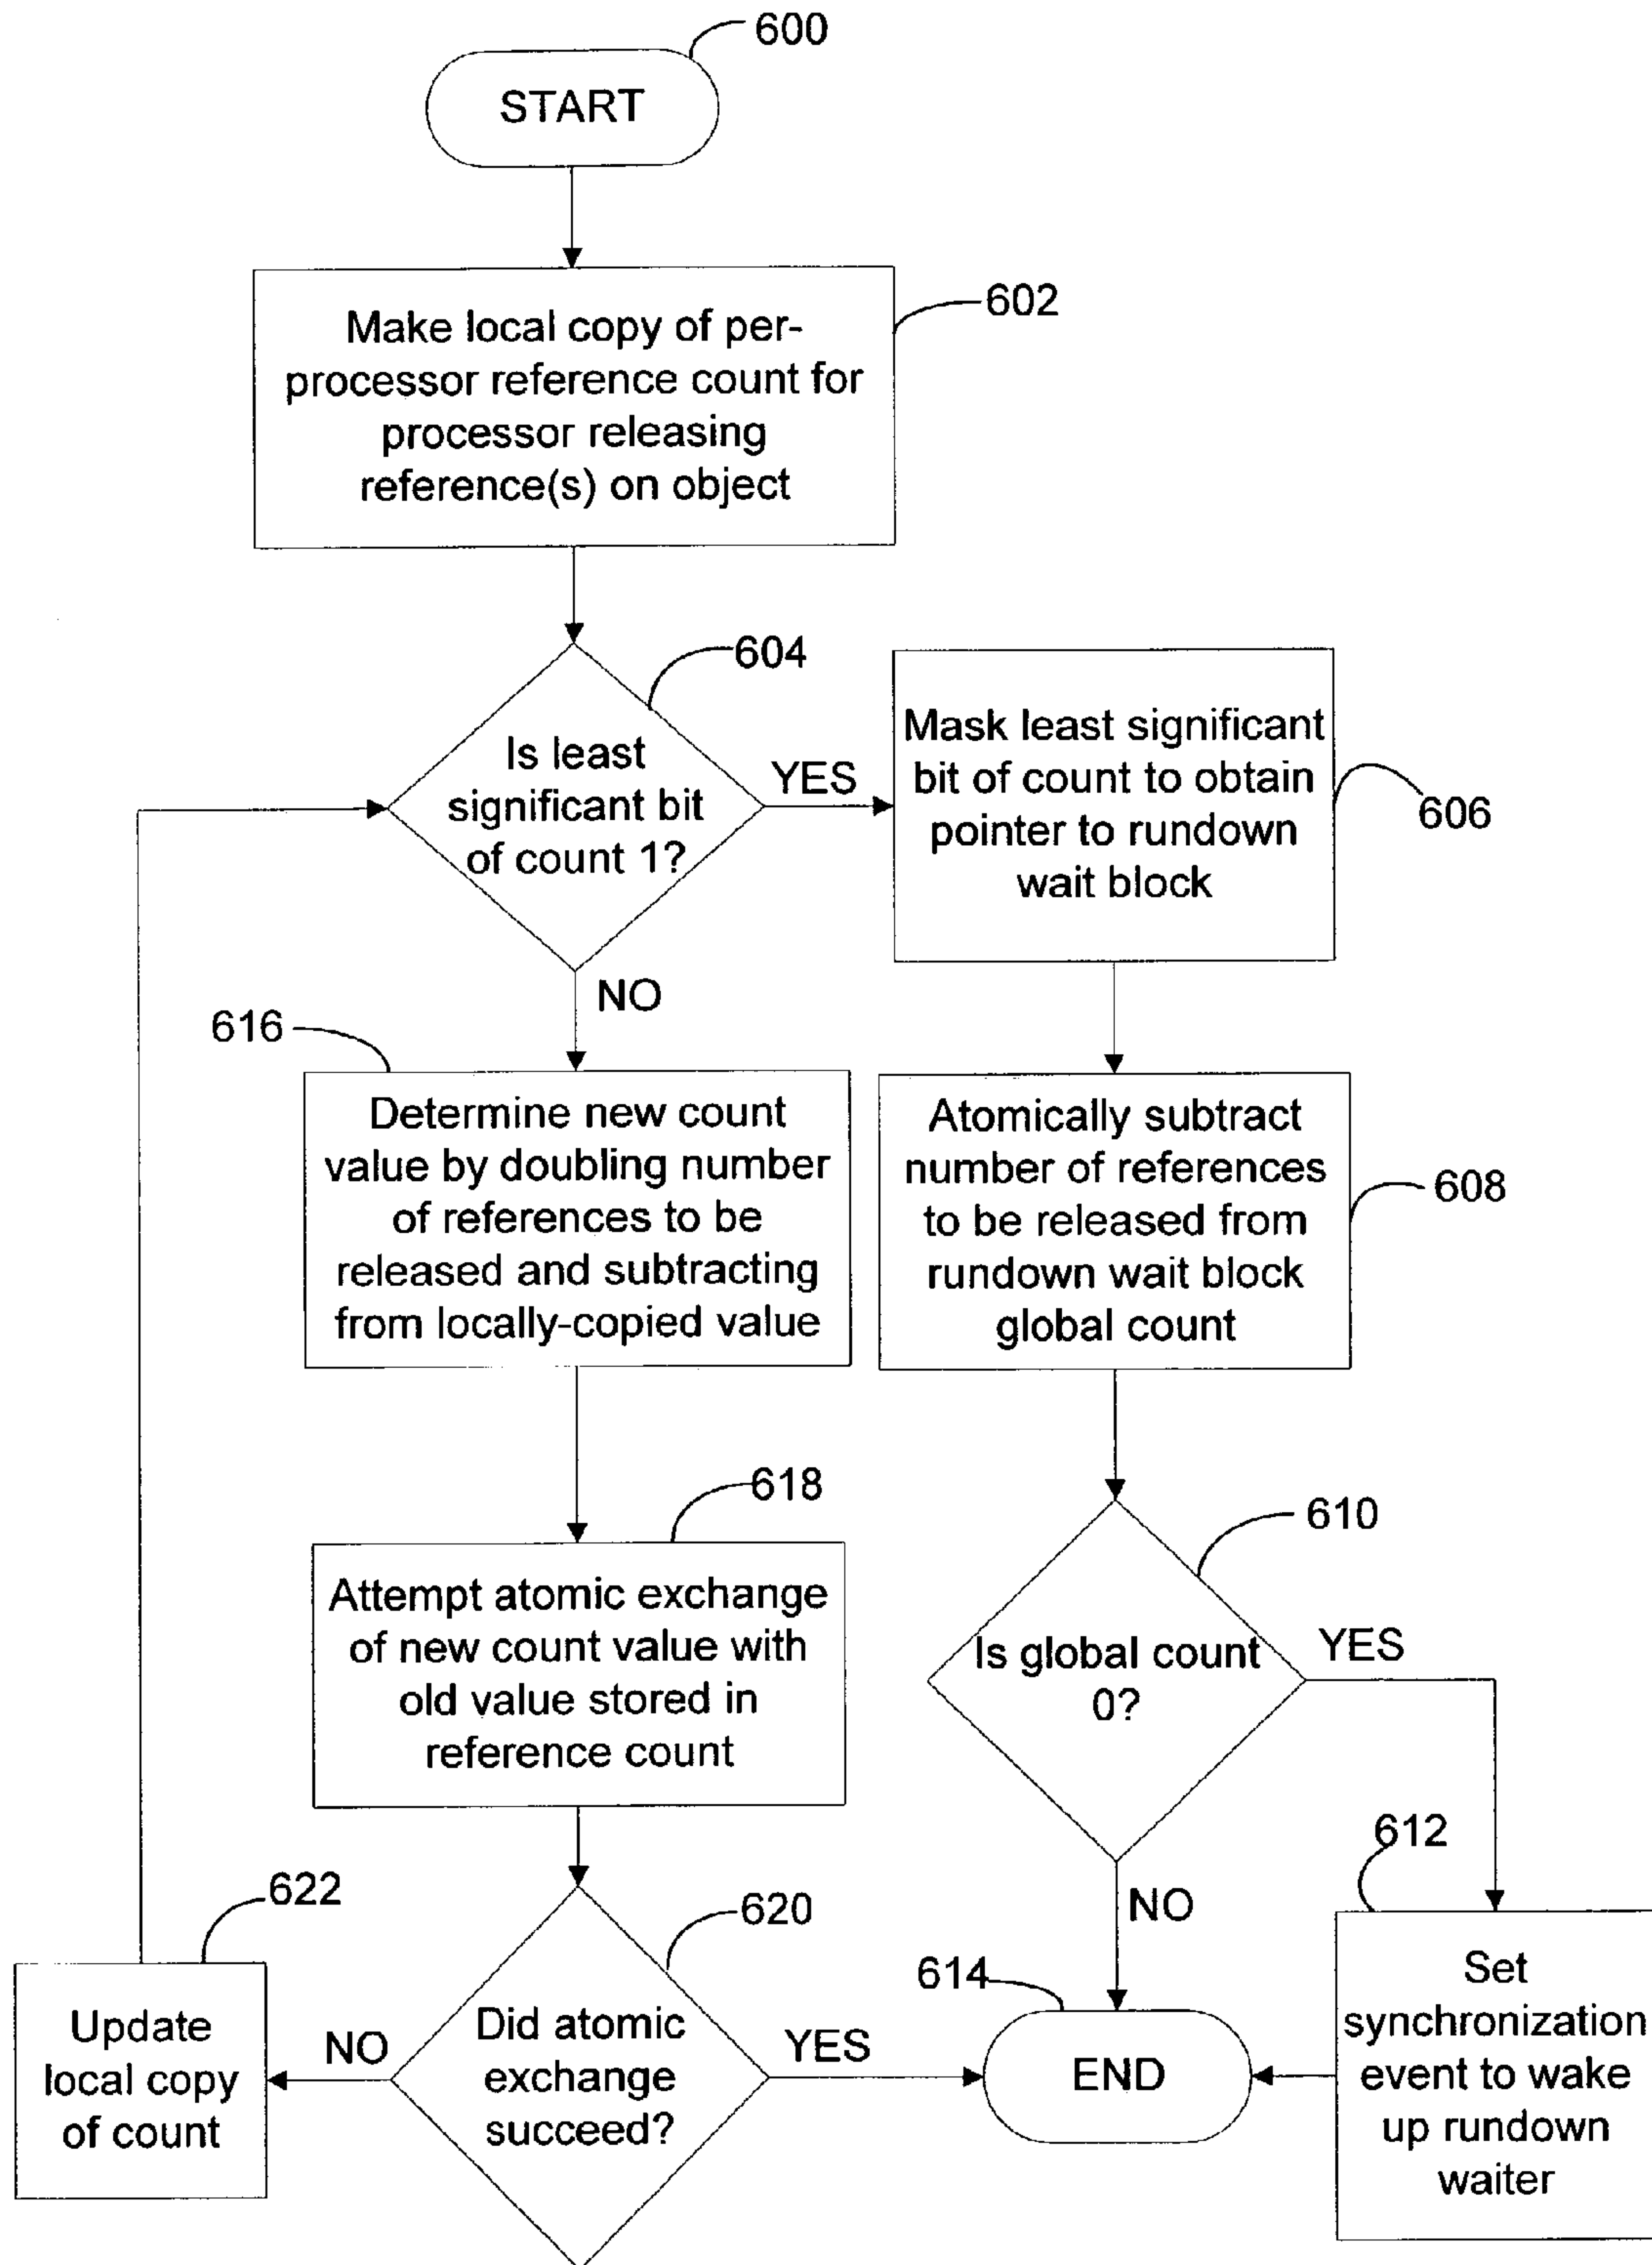 600
START
602
Make local copy of per-
processor reference count for
processor releasing
reference(s) on object
604
Is least
significant bit
of count 1?
YES
Mask least significant
bit of count to obtain
pointer to rundown
wait block
606
NO
616
Determine new count
value by doubling number
of references to be
released and subtracting
from locally-copied value
Atomically subtract
number of references
to be released from
rundown wait block
global count
608
618
Attempt atomic exchange
of new count value with
old value stored in
reference count
610
Is global count
0?
YES
612
NO
622
Update
local copy
of count
NO
620
Did atomic
exchange
succeed?
YES
614
END
Set
synchronization
event to wake
up rundown
waiter